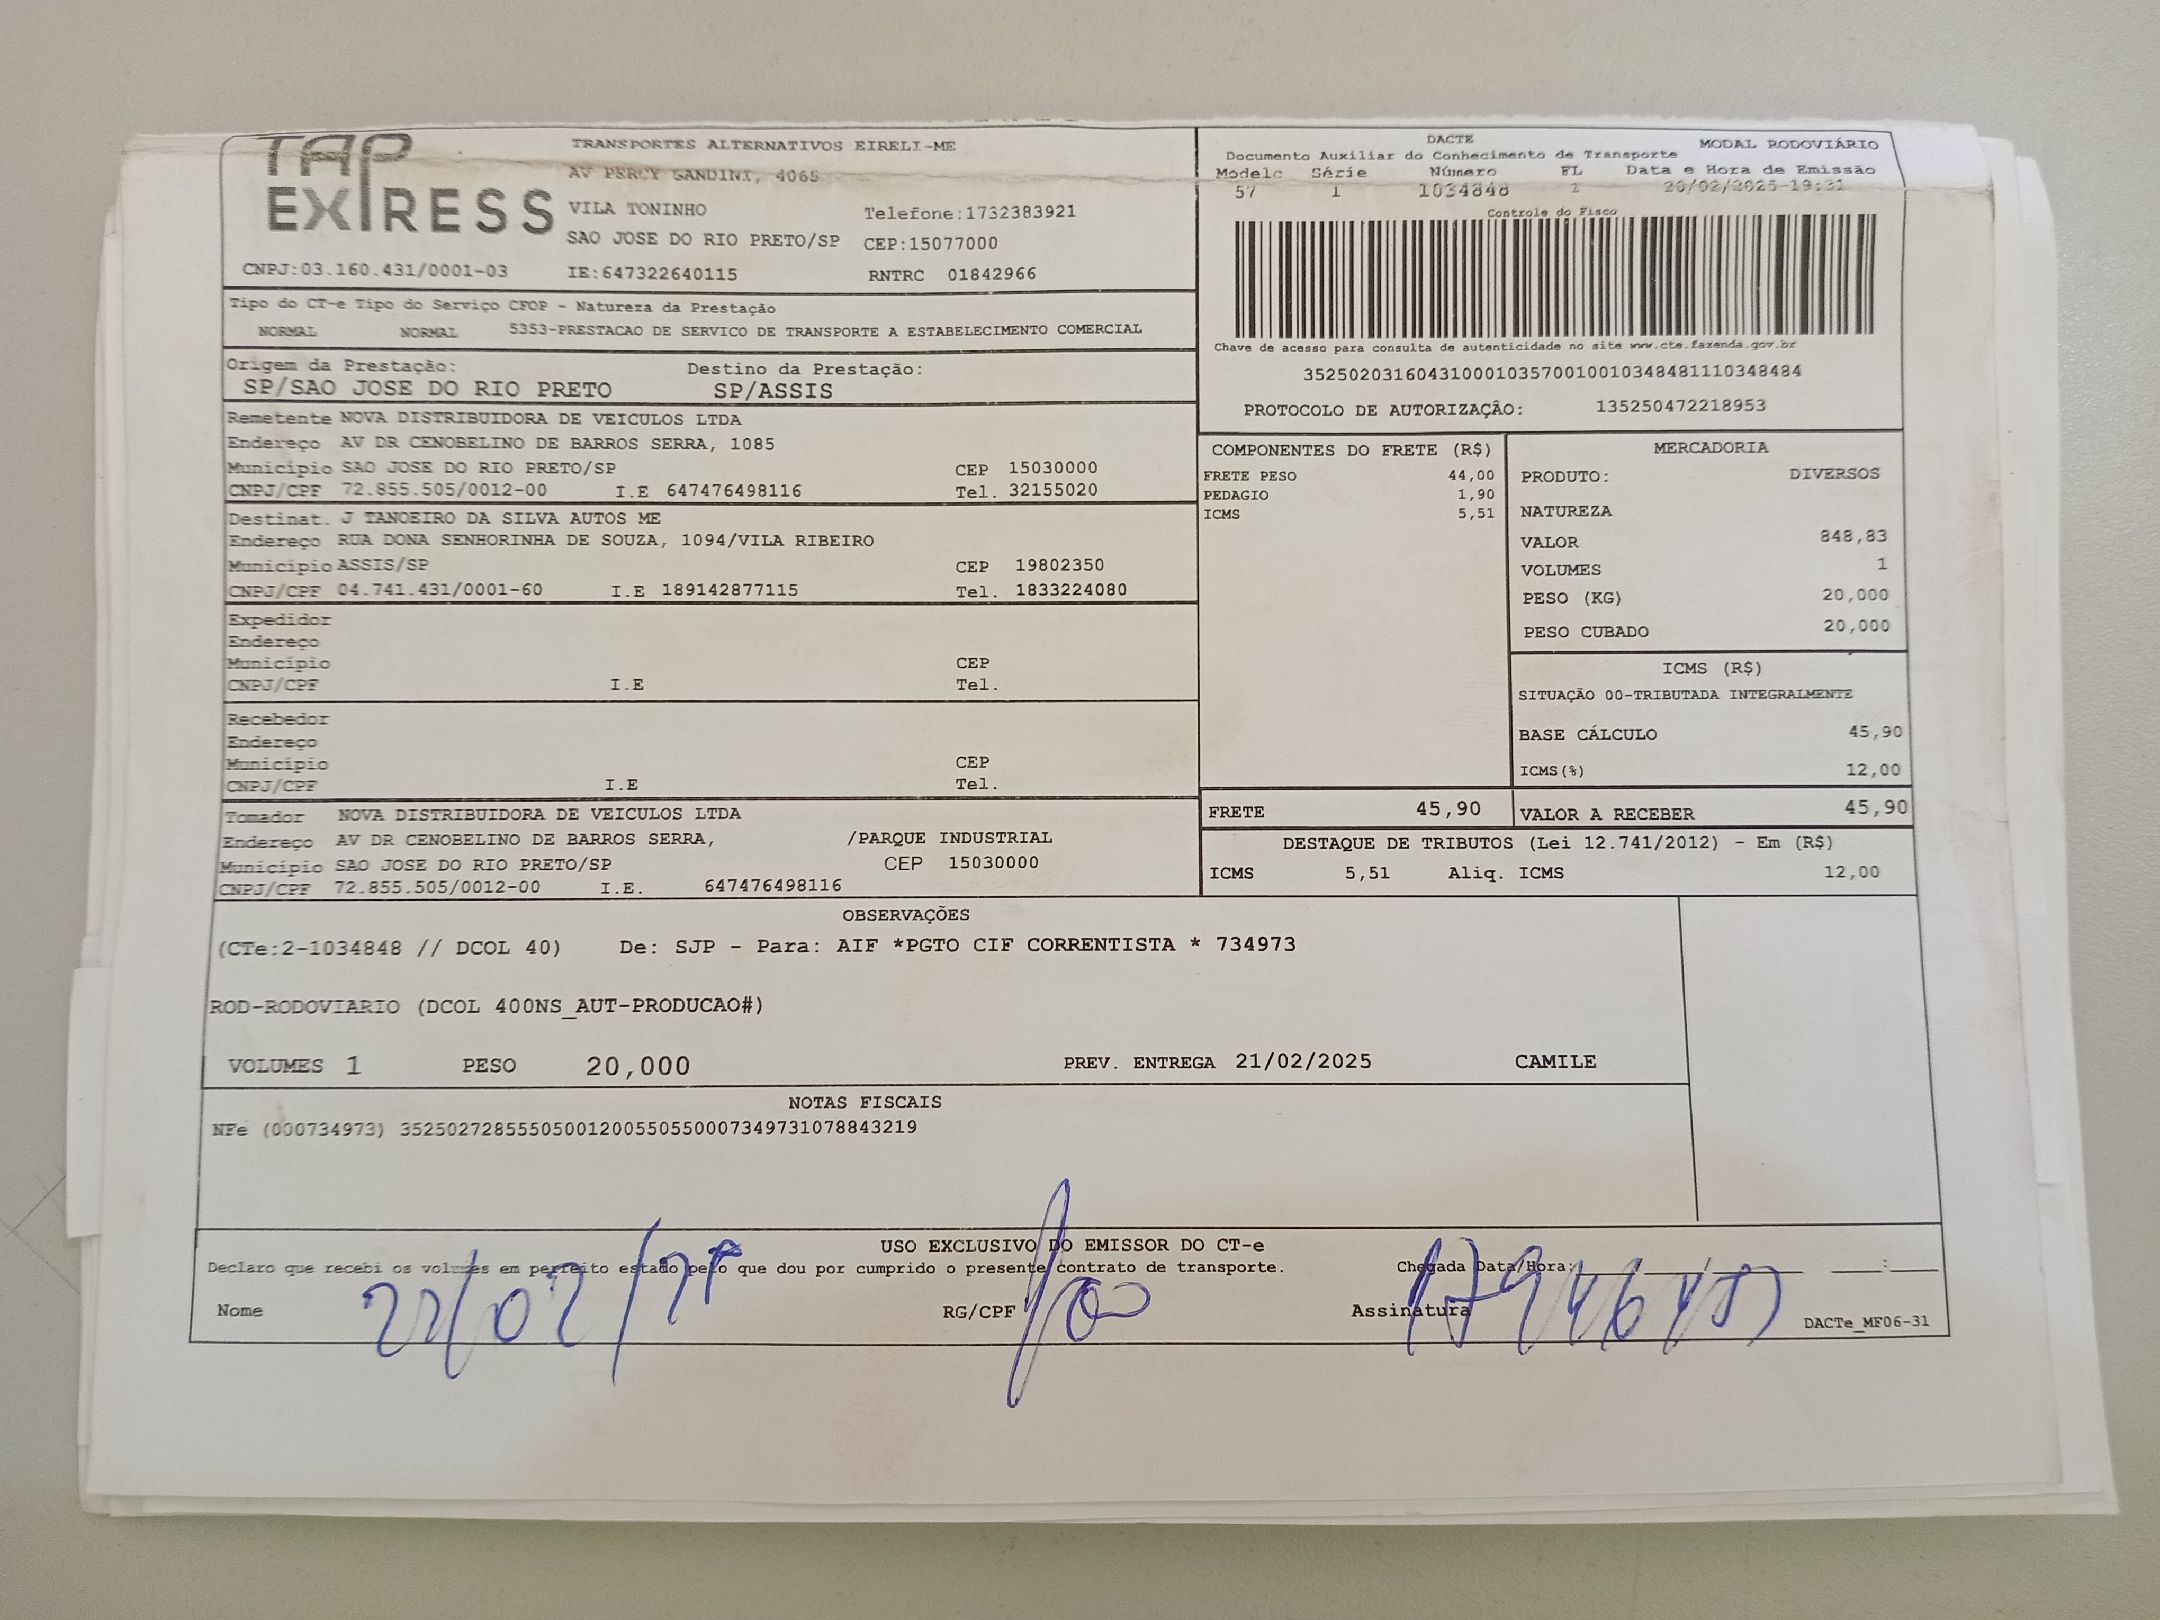 TAP
EXPRESS
TRANSPORTES ALTERNATIVOS EIRELI-ME
AV PERCY GANDINI, 4065
VILA TONINHO Telefone:1732383921
SAO JOSE DO RIO PRETO/SP CEP:15077000
CNPJ:03.160.431/0001-03 IE:647322640115 RNTRC 01842966
DACTE MODAL RODOVIÁRIO
Documento Auxiliar do Conhecimento de Transporte
Modelo Série Número FL Data e Hora de Emissão
57 1 1034848 1 20/02/2025-19:31
Controle do Fisco
Chave de acesso para consulta de autenticidade no site www.cte.fazenda.gov.br
35250203160431000103570010010348481110348484
PROTOCOLO DE AUTORIZAÇÂO: 135250472218953
Tipo do CT-e Tipo do Serviço CFOP - Natureza da Prestação
NORMAL NORMAL 5353-PRESTACAO DE SERVICO DE TRANSPORTE A ESTABELECIMENTO COMERCIAL
Origem da Prestação: Destino da Prestação:
SP/SAO JOSE DO RIO PRETO SP/ASSIS
Remetente NOVA DISTRIBUIDORA DE VEICULOS LTDA
Endereço AV DR CENOBELINO DE BARROS SERRA, 1085
Município SAO JOSE DO RIO PRETO/SP CEP 15030000
CNPJ/CPF 72.855.505/0012-00 I.E 647476498116 Tel. 32155020
Destinat. J TANOEIRO DA SILVA AUTOS ME
Endereço RUA DONA SENHORINHA DE SOUZA, 1094/VILA RIBEIRO
Município ASSIS/SP CEP 19802350
CNPJ/CPF 04.741.431/0001-60 I.E 189142877115 Tel. 1833224080
Expedidor
Endereço
Município CEP
CNPJ/CPF I.E Tel.
Recebedor
Endereço
Município CEP
CNPJ/CPF I.E Tel.
Tomador NOVA DISTRIBUIDORA DE VEICULOS LTDA
Endereço AV DR CENOBELINO DE BARROS SERRA, /PARQUE INDUSTRIAL
Município SAO JOSE DO RIO PRETO/SP CEP 15030000
CNPJ/CPF 72.855.505/0012-00 I.E. 647476498116
COMPONENTES DO FRETE (R$)
FRETE PESO 44,00
PEDAGIO 1,90
ICMS 5,51
MERCADORIA
PRODUTO: DIVERSOS
NATUREZA
VALOR 848,83
VOLUMES 1
PESO (KG) 20,000
PESO CUBADO 20,000
ICMS (R$)
SITUAÇÃO 00-TRIBUTADA INTEGRALMENTE
BASE CÁLCULO 45,90
ICMS(%) 12,00
FRETE 45,90 VALOR A RECEBER 45,90
DESTAQUE DE TRIBUTOS (Lei 12.741/2012) - Em (R$)
ICMS 5,51 Aliq. ICMS 12,00
OBSERVAÇÕES
(CTe:2-1034848 // DCOL 40) De: SJP - Para: AIF *PGTO CIF CORRENTISTA * 734973
ROD-RODOVIARIO (DCOL 400NS_AUT-PRODUCAO#)
VOLUMES 1 PESO 20,000 PREV. ENTREGA 21/02/2025 CAMILE
NOTAS FISCAIS
NFe (000734973) 35250272855505001200550550007349731078843219
USO EXCLUSIVO DO EMISSOR DO CT-e
Declaro que recebi os volumes em perfeito estado pelo que dou por cumprido o presente contrato de transporte. Chegada Data/Hora: ___/___/___ ___:___
Nome RG/CPF Assinatura
DACTe_MF06-31